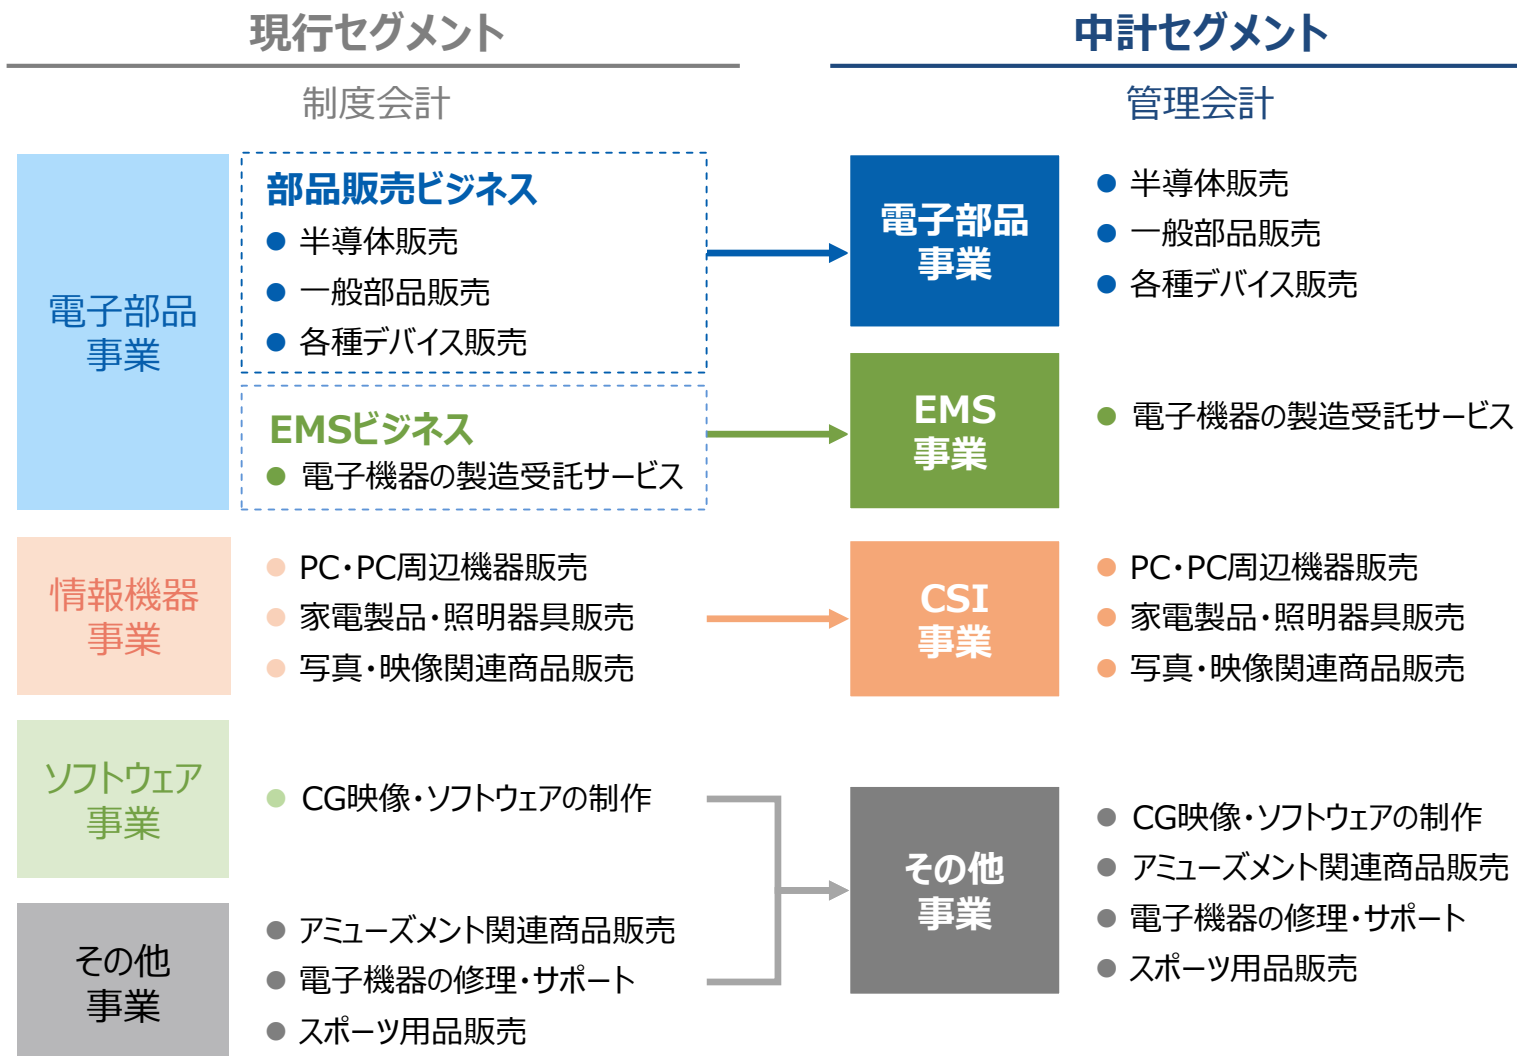 現行セグメント
制度会計
電子部品
事業
部品販売ビジネス
● 半導体販売
● 一般部品販売
● 各種デバイス販売
EMSビジネス
● 電子機器の製造受託サービス
情報機器
事業
● PC・PC周辺機器販売
● 家電製品・照明器具販売
● 写真・映像関連商品販売
ソフトウェア
事業
● CG映像・ソフトウェアの制作
その他
事業
● アミューズメント関連商品販売
● 電子機器の修理・サポート
● スポーツ用品販売
中計セグメント
管理会計
電子部品
事業
● 半導体販売
● 一般部品販売
● 各種デバイス販売
EMS
事業
● 電子機器の製造受託サービス
CSI
事業
● PC・PC周辺機器販売
● 家電製品・照明器具販売
● 写真・映像関連商品販売
その他
事業
● CG映像・ソフトウェアの制作
● アミューズメント関連商品販売
● 電子機器の修理・サポート
● スポーツ用品販売